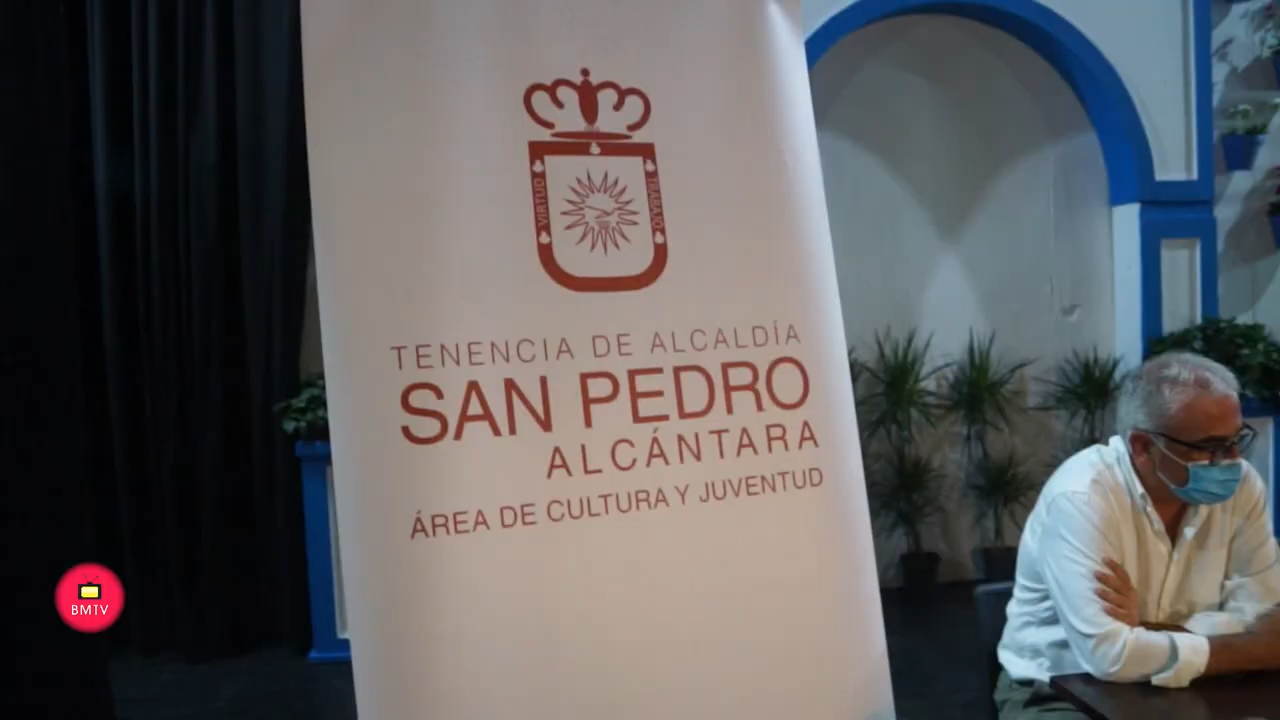 VIRTUD
TRABAJO
TENENCIA DE ALCALDÍA
SAN PEDRO
ALCÁNTARA
ÁREA DE CULTURA Y JUVENTUD
BMTV